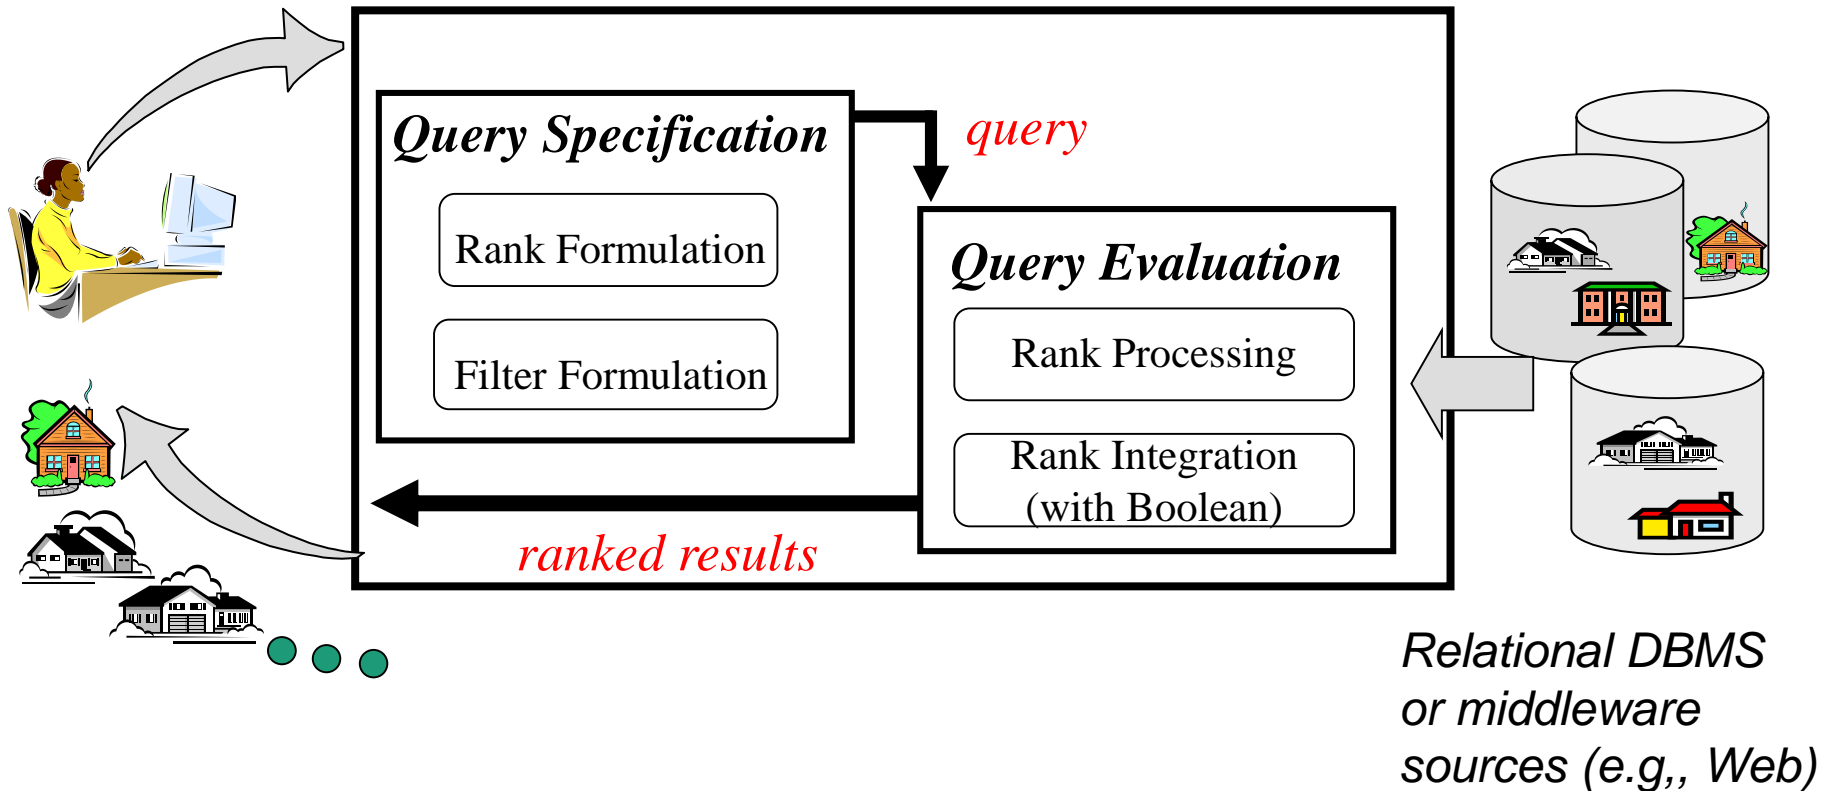 Query Specification
Rank Formulation
Filter Formulation
query
Query Evaluation
Rank Processing
Rank Integration
(with Boolean)
ranked results
Relational DBMS
or middleware
sources (e.g,, Web)